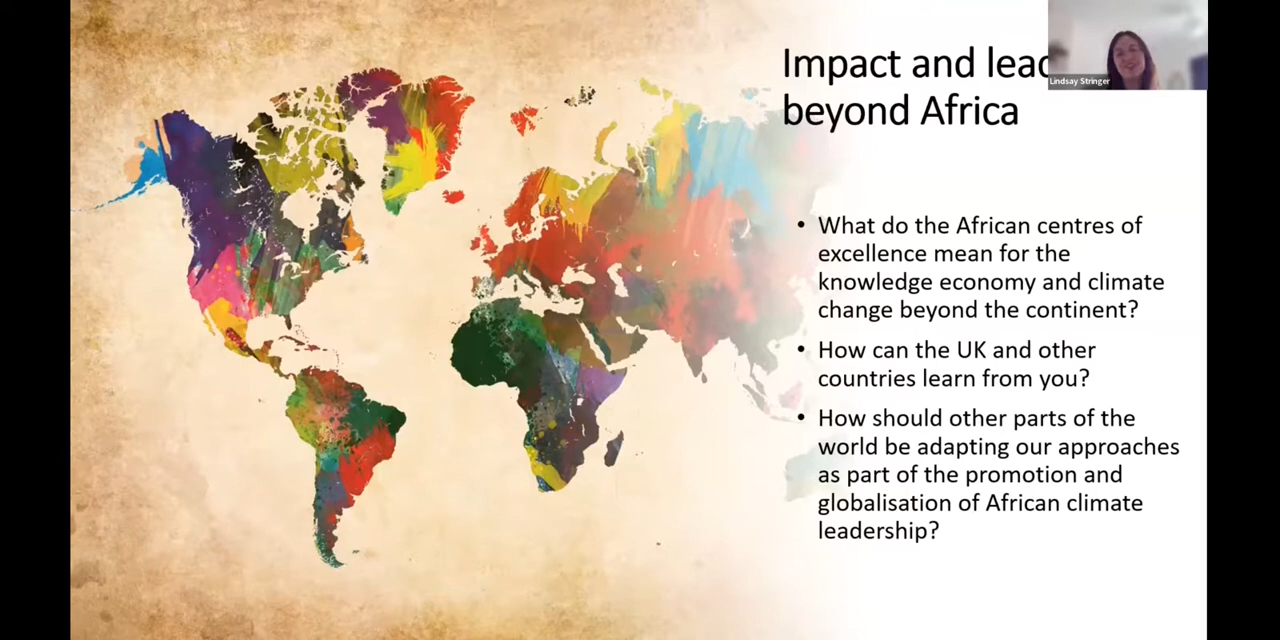 Impact and lead
beyond Africa
Lindsay Stringer
• What do the African centres of
excellence mean for the
knowledge economy and climate
change beyond the continent?
• How can the UK and other
countries learn from you?
• How should other parts of the
world be adapting our approaches
as part of the promotion and
globalisation of African climate
leadership?